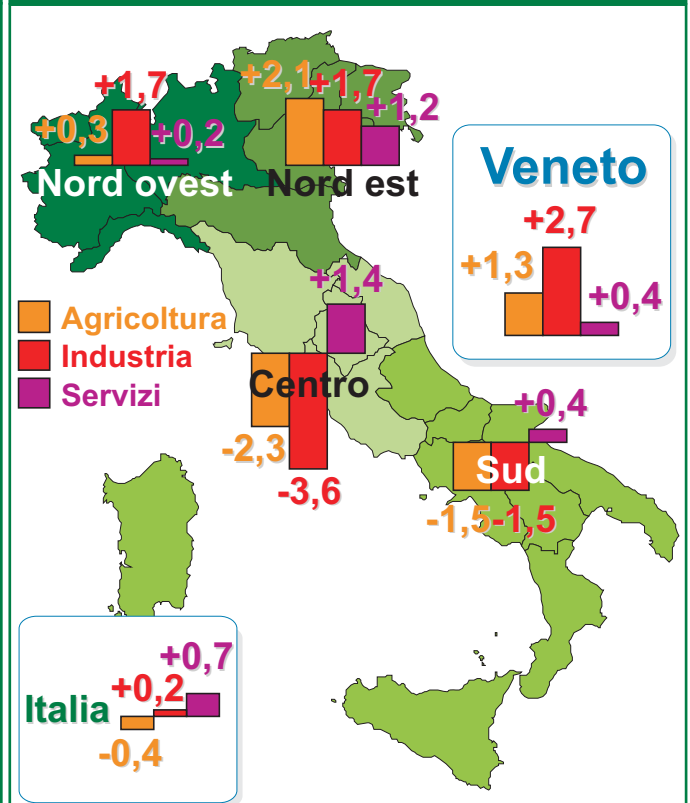 +2,1 +1,7
+1,7
+1,2
+0,3
+0,2
Nord ovest
Nord est
Veneto
+2,7
+1,3
+0,4
+1,4
Agricoltura
Industria
Servizi
Centro
-2,3
-3,6
+0,4
Sud
-1,5 -1,5
+0,7
+0,2
Italia
-0,4